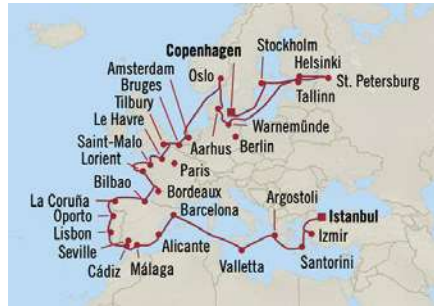 Copenhagen
Stockholm
Helsinki
Oslo
Amsterdam
St. Petersburg
Bruges
Tallinn
Tilbury
Le Havre
Warnemünde
Saint-Malo
Aarhus
Berlin
Lorient
Paris
Bilbao
Bordeaux
La Coruña
Argostoli
Barcelona
Oporto
Istanbul
Lisbon
Izmir
Alicante
Seville
Santorini
Cádiz
Málaga
Valletta